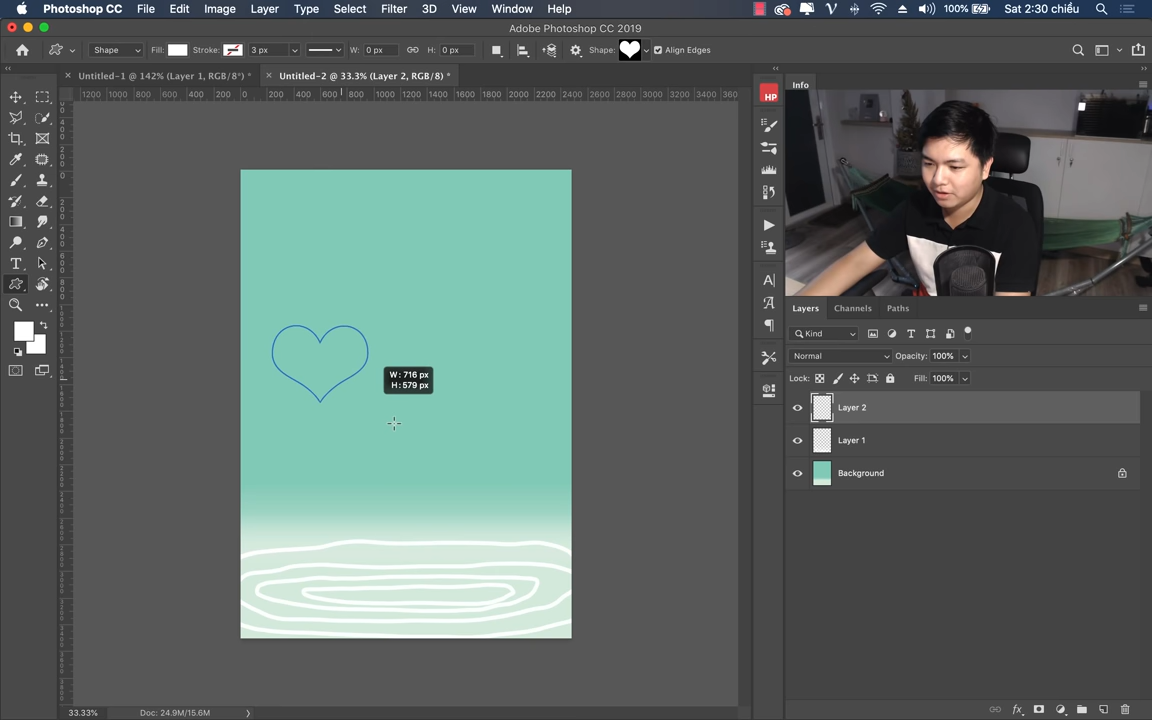 Photoshop CC File Edit Image Layer Type Select Filter 3D View Window Help 100% Sat 2:30 chiều
Adobe Photoshop CC 2019
Shape Fill: Stroke: 3 px W: 0 px H: 0 px Shape: Align Edges
Untitled-1 @ 142% (Layer 1, RGB/8*) * Untitled-2 @ 33.3% (Layer 2, RGB/8) * Info
1200 1000 800 600 400 200 0 200 400 600 800 1000 1200 1400 1600 1800 2000 2200 2400 2600 2800 3000 3200 3400 360
HP
W: 716 px
H: 579 px
Layers Channels Paths
Kind
Normal Opacity: 100%
Lock: Fill: 100%
Layer 2
Layer 1
Background
33.33% Doc: 24.9M/15.6M